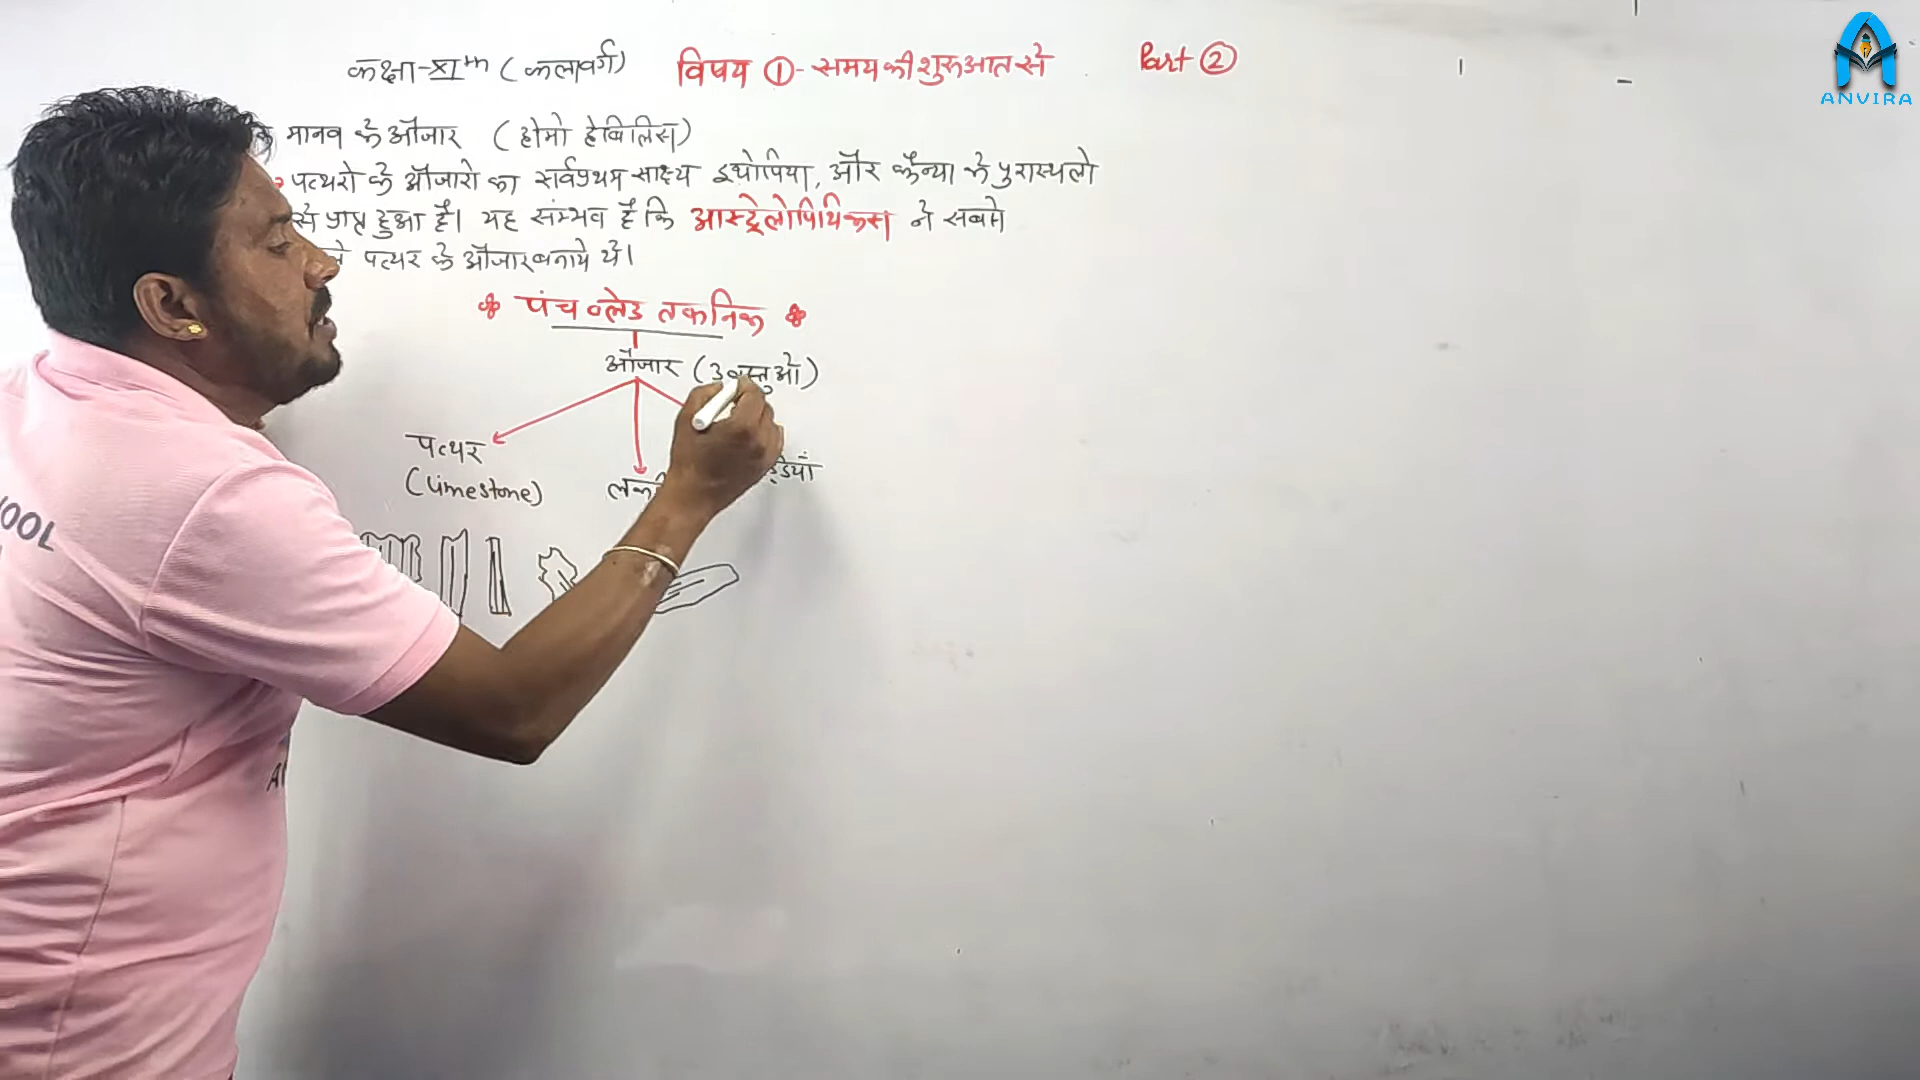 कक्षा-XIth (कलावर्ग) विषय ①- समय की शुरुआत से Part ②
ANVIRA
मानव के औजार (होमो हेबिलिस)
पत्थरो के औजारो का सर्वप्रथम साक्ष्य इथोपिया, और केन्या के पुरास्थलो
से प्राप्त हुआ है। यह संम्भव है कि आस्ट्रेलोपिथिकस ने सबसे
पत्थर के औजार बनाये थे।
पंच ब्लेड तकनिक
औजार (3 वस्तुओ)
पत्थर
(Limestone)
OOL